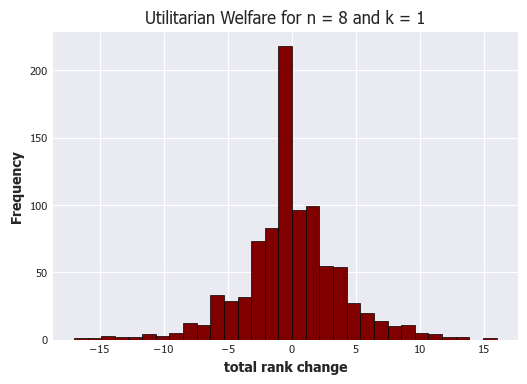 Utilitarian Welfare for n = 8 and k = 1
Frequency
200
150
100
50
0
−15 −10 −5 0 5 10 15
total rank change